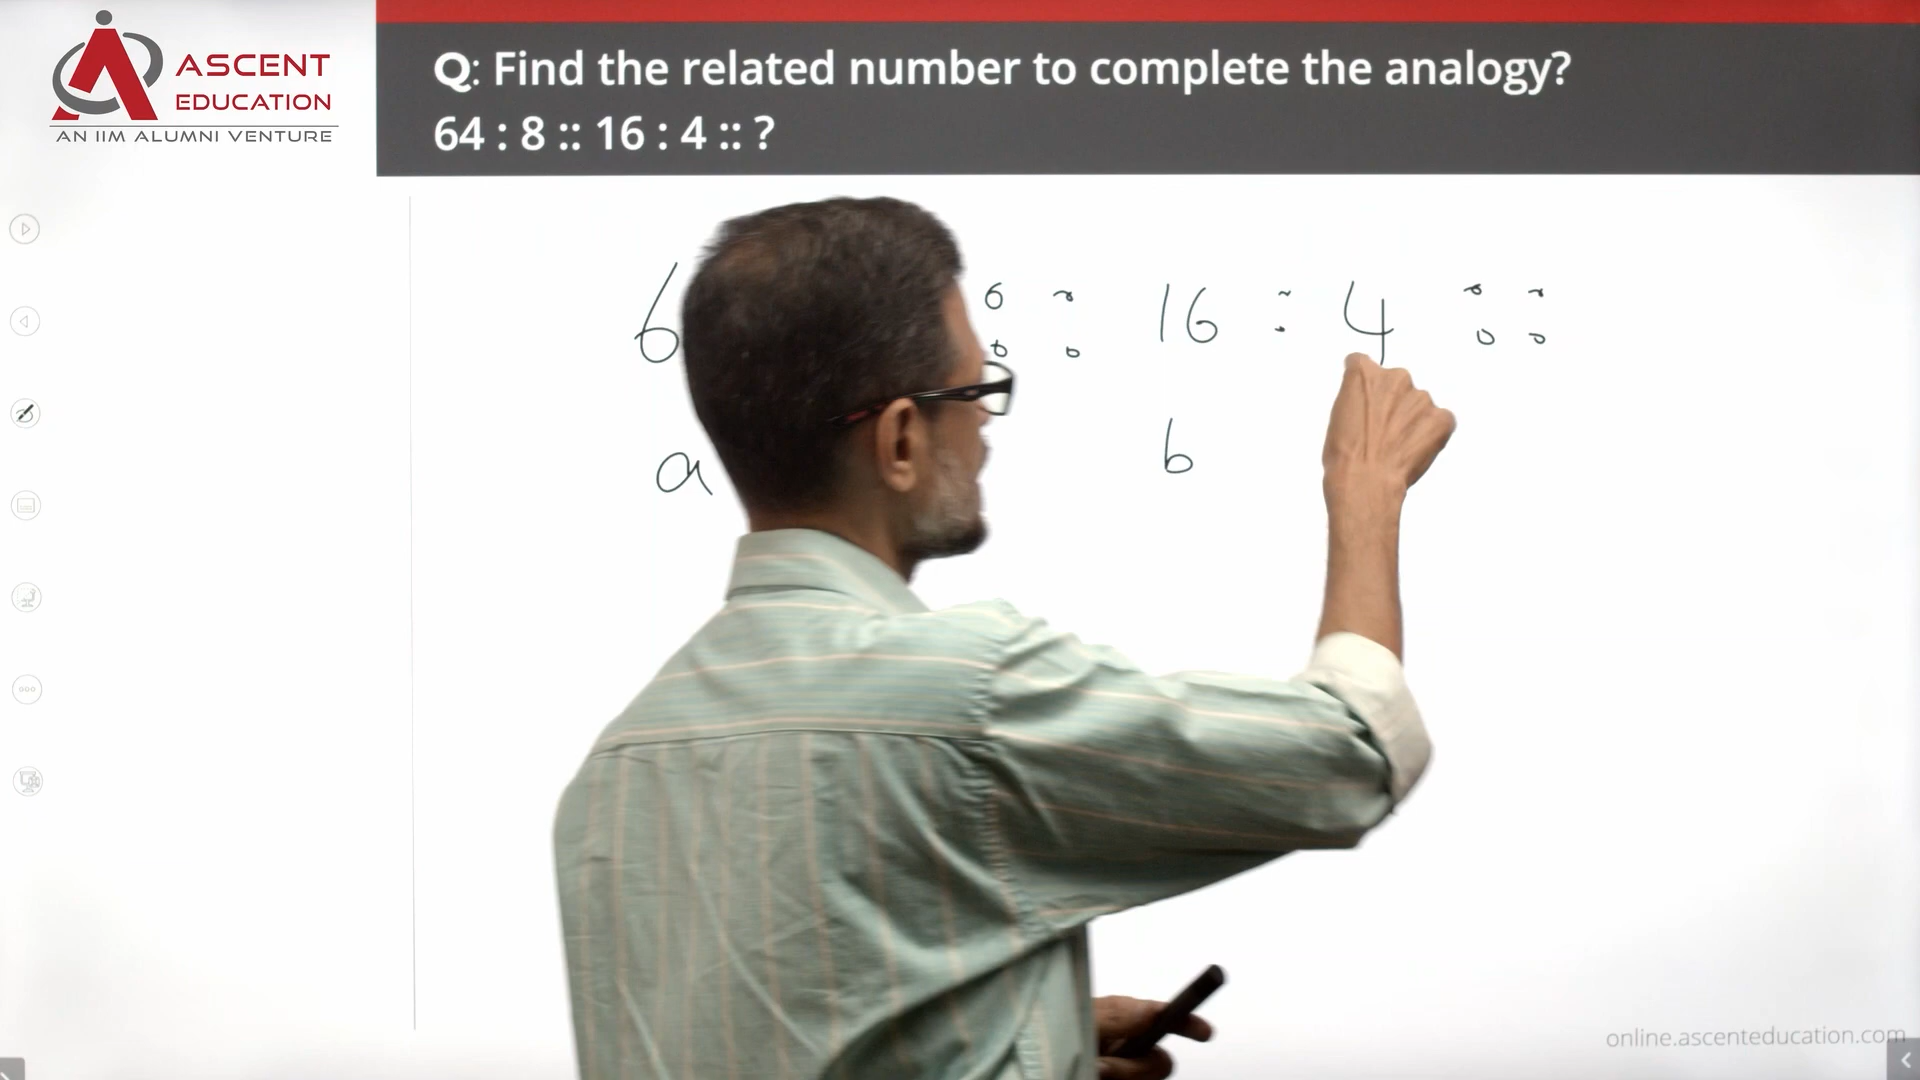 ASCENT
EDUCATION
AN IIM ALUMNI VENTURE
Q: Find the related number to complete the analogy?
64 : 8 :: 16 : 4 :: ?
6 :: 16 : 4 ::
a b
online.ascenteducation.com